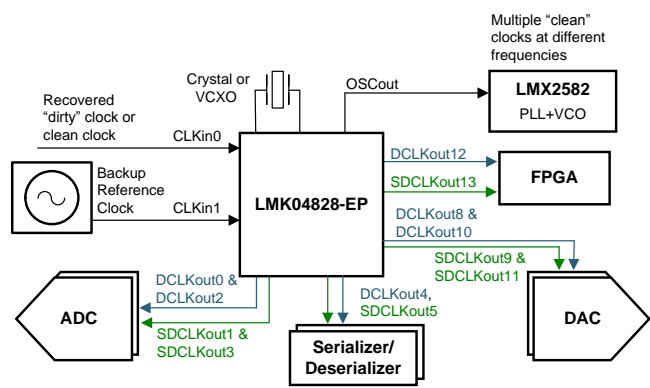 Multiple “clean”
clocks at different
frequencies
Crystal or
VCXO
OSCout
LMX2582
PLL+VCO
Recovered
“dirty” clock or
clean clock
CLKin0
Backup
Reference
Clock
CLKin1
LMK04828-EP
DCLKout12
SDCLKout13
FPGA
DCLKout8 &
DCLKout10
SDCLKout9 &
SDCLKout11
DAC
DCLKout0 &
DCLKout2
SDCLKout1 &
SDCLKout3
ADC
DCLKout4,
SDCLKout5
Serializer/
Deserializer